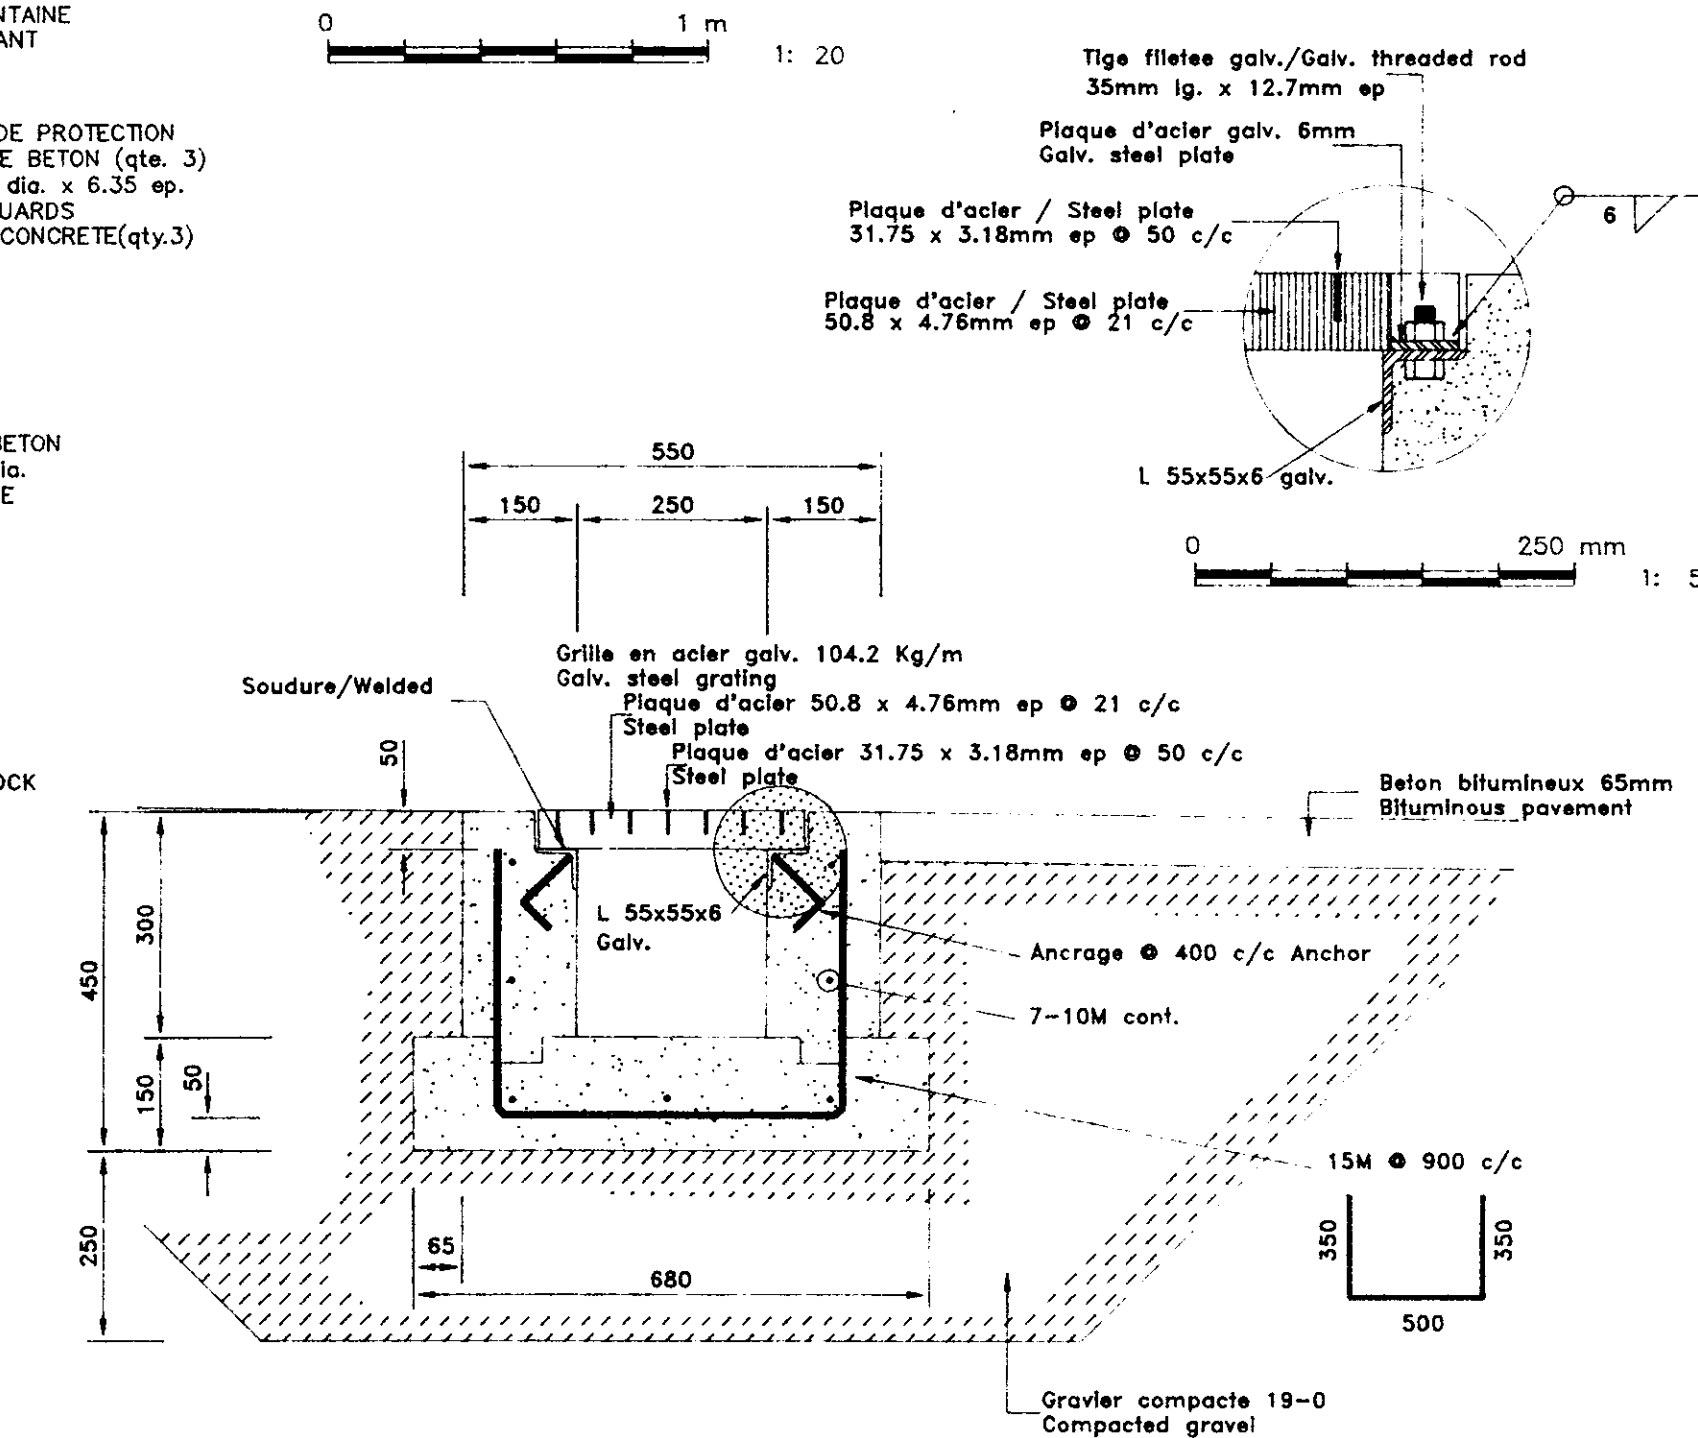 NTAINE
ANT
0 1 m
1: 20
DE PROTECTION
E BETON (qte. 3)
dia. x 6.35 ep.
UARDS
CONCRETE(qty.3)
Tige filetee galv./Galv. threaded rod
35mm lg. x 12.7mm ep
Plaque d'acier galv. 6mm
Galv. steel plate
Plaque d'acier / Steel plate
31.75 x 3.18mm ep @ 50 c/c
6
Plaque d'acier / Steel plate
50.8 x 4.76mm ep @ 21 c/c
L 55x55x6 galv.
0 250 mm
1: 5
BETON
ia.
E
550
150 250 150
Grille en acier galv. 104.2 Kg/m
Galv. steel grating
Soudure/Welded
Plaque d'acier 50.8 x 4.76mm ep @ 21 c/c
Steel plate
Plaque d'acier 31.75 x 3.18mm ep @ 50 c/c
Steel plate
50
OCK
Beton bitumineux 65mm
Bituminous pavement
300
450
L 55x55x6
Galv.
Ancrage @ 400 c/c Anchor
7-10M cont.
150
50
15M @ 900 c/c
250
65
680
350
350
500
Gravier compacte 19-0
Compacted gravel